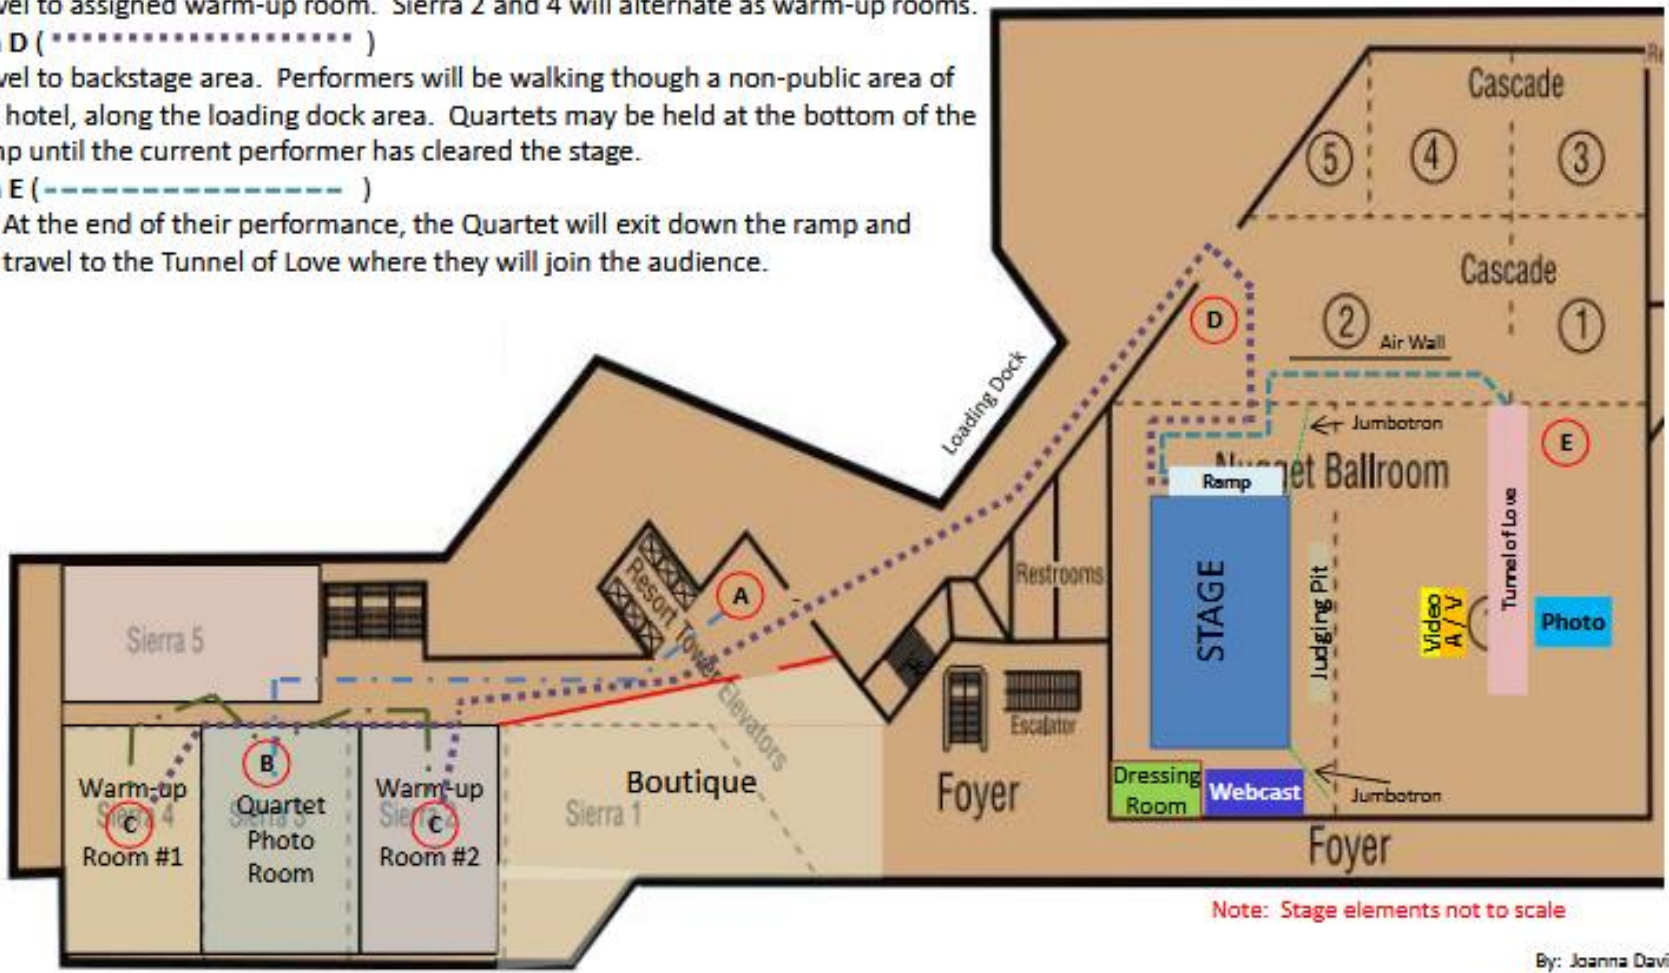 vel to assigned warm-up room. Sierra 2 and 4 will alternate as warm-up rooms.
D ( )
vel to backstage area. Performers will be walking though a non-public area of
hotel, along the loading dock area. Quartets may be held at the bottom of the
mp until the current performer has cleared the stage.
E ( )
At the end of their performance, the Quartet will exit down the ramp and
travel to the Tunnel of Love where they will join the audience.
Cascade
5 4 3
Cascade
D
2 1
Air Wall
Loading Dock
Jumbotron
E
Nugget Ballroom
Ramp
STAGE
Judging Pit
Tunnel of Love
Video
A/V
Photo
Restrooms
A
Resort Tower Elevators
Sierra 5
Escalator
Foyer
Dressing
Room
Webcast
Jumbotron
Foyer
B
Warm-up
Sierra 4
C
Room #1
Quartet
Sierra 3
Photo
Room
Warm-up
Sierra 2
C
Room #2
Boutique
Sierra 1
Note: Stage elements not to scale
By: Joanna Davi